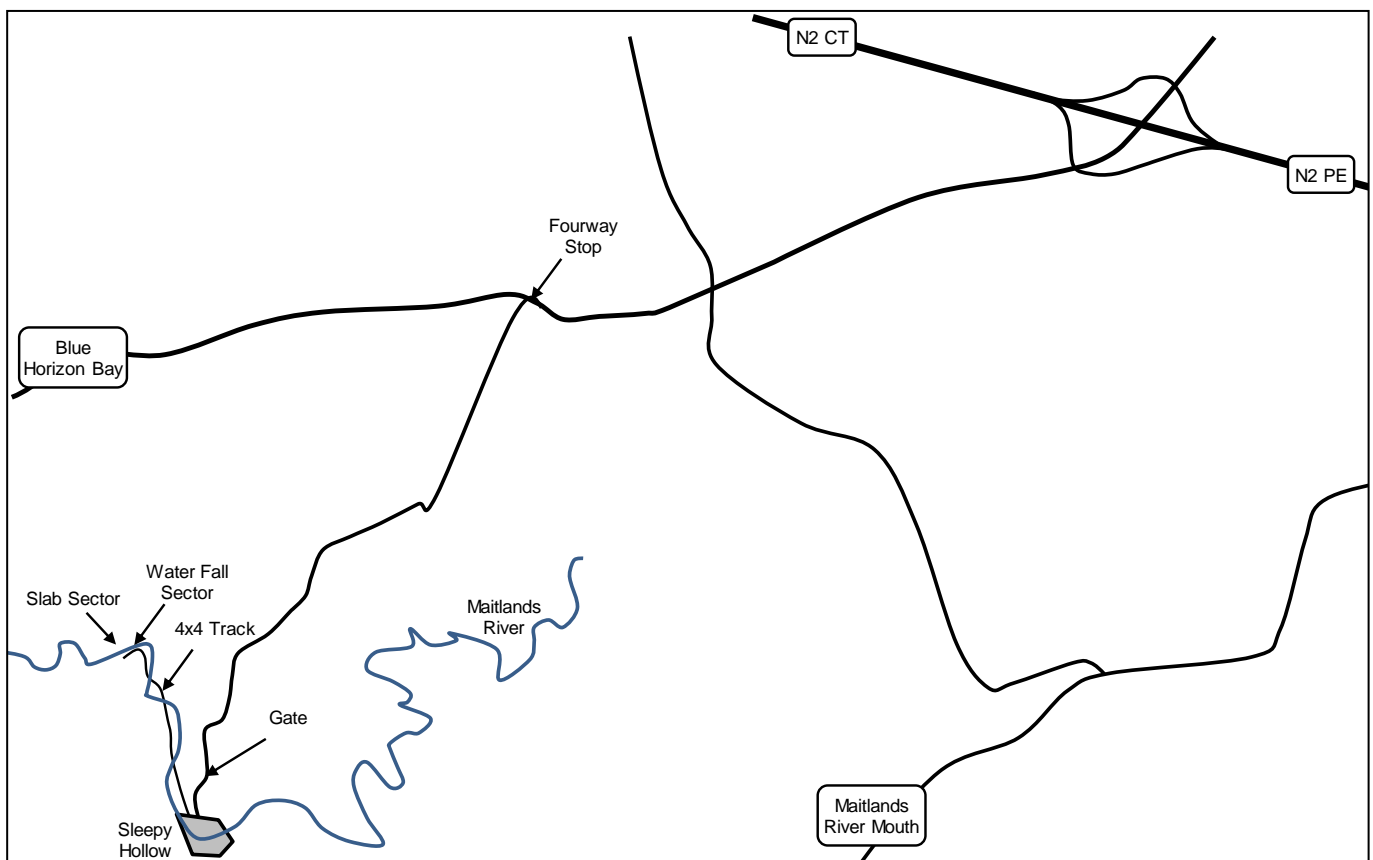 N2 CT
N2 PE
Fourway
Stop
Blue
Horizon Bay
Water Fall
Sector
Slab Sector
4x4 Track
Maitlands
River
Gate
Maitlands
River Mouth
Sleepy
Hollow